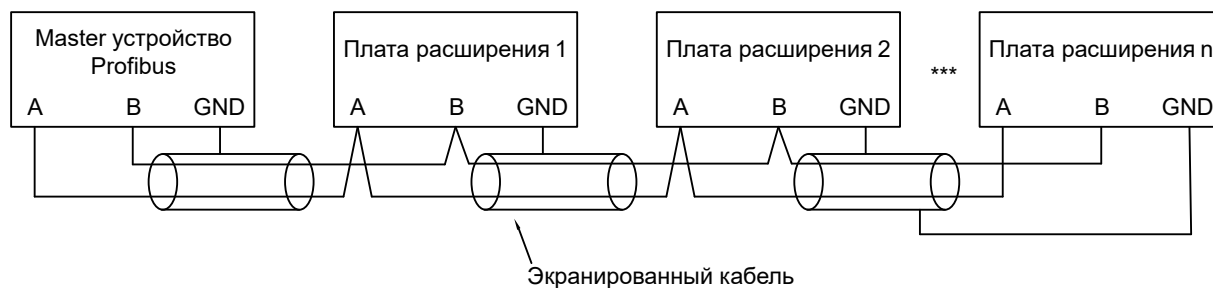 Master устройство
Profibus
A B GND
Плата расширения 1
A B GND
Плата расширения 2
A B GND
***
Плата расширения n
A B GND
Экранированный кабель